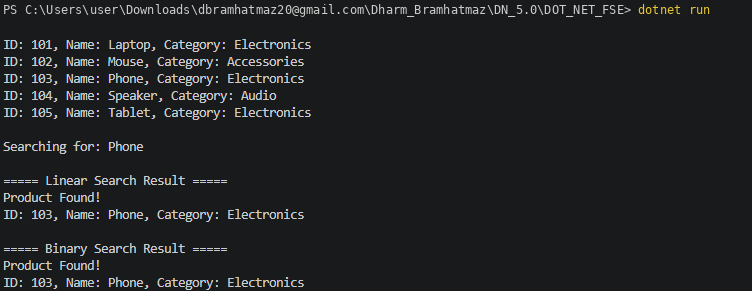 PS C:\Users\user\Downloads\dbramhatmaz20@gmail.com\Dharm_Bramhatmaz\DN_5.0\DOT_NET_FSE> dotnet run
ID: 101, Name: Laptop, Category: Electronics
ID: 102, Name: Mouse, Category: Accessories
ID: 103, Name: Phone, Category: Electronics
ID: 104, Name: Speaker, Category: Audio
ID: 105, Name: Tablet, Category: Electronics
Searching for: Phone
===== Linear Search Result =====
Product Found!
ID: 103, Name: Phone, Category: Electronics
===== Binary Search Result =====
Product Found!
ID: 103, Name: Phone, Category: Electronics